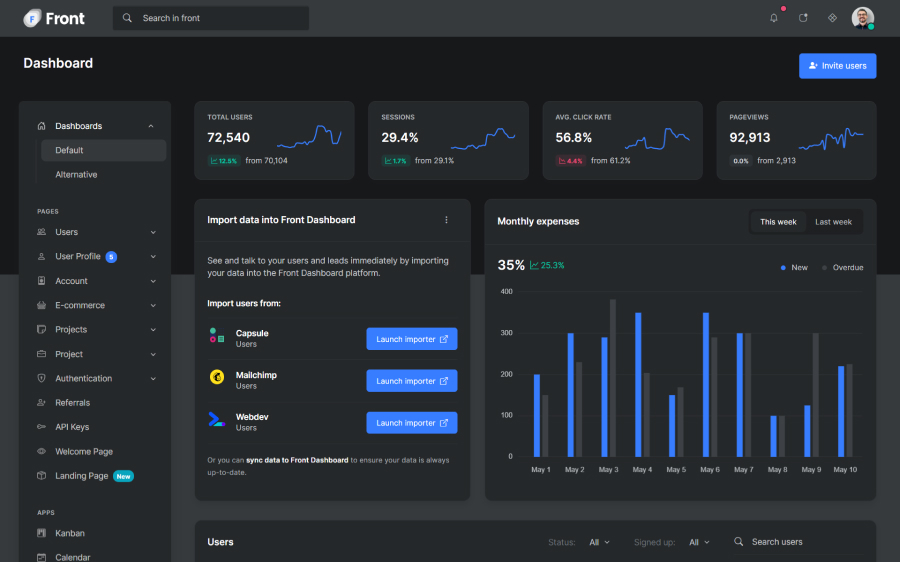 Front
Search in front
Dashboard
Invite users
Dashboards
Default
Alternative
PAGES
Users
User Profile 5
Account
E-commerce
Projects
Project
Authentication
Referrals
API Keys
Welcome Page
Landing Page New
APPS
Kanban
Calendar
TOTAL USERS
72,540
12.5% from 70,104
SESSIONS
29.4%
1.7% from 29.1%
AVG. CLICK RATE
56.8%
4.4% from 61.2%
PAGEVIEWS
92,913
0.0% from 2,913
Import data into Front Dashboard
See and talk to your users and leads immediately by importing
your data into the Front Dashboard platform.
Import users from:
Capsule
Users
Launch importer
Mailchimp
Users
Launch importer
Webdev
Users
Launch importer
Or you can sync data to Front Dashboard to ensure your data is always
up-to-date.
Monthly expenses
This week Last week
35% 25.3%
New Overdue
400
300
200
100
0
May 1 May 2 May 3 May 4 May 5 May 6 May 7 May 8 May 9 May 10
Users
Status: All Signed up: All Search users